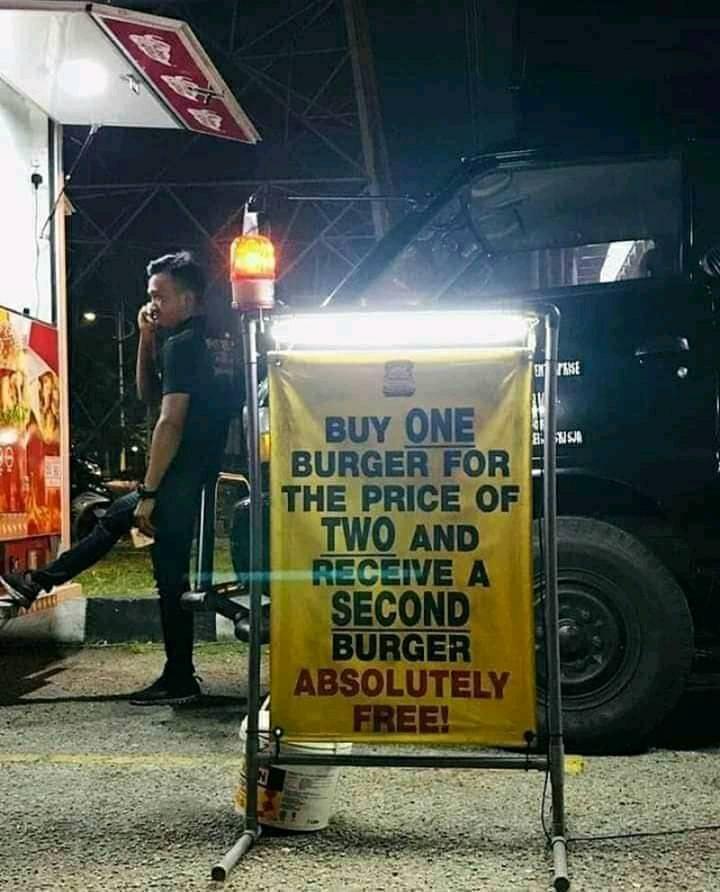 BUY ONE
BURGER FOR
THE PRICE OF
TWO AND
RECEIVE A
SECOND
BURGER
ABSOLUTELY
FREE!